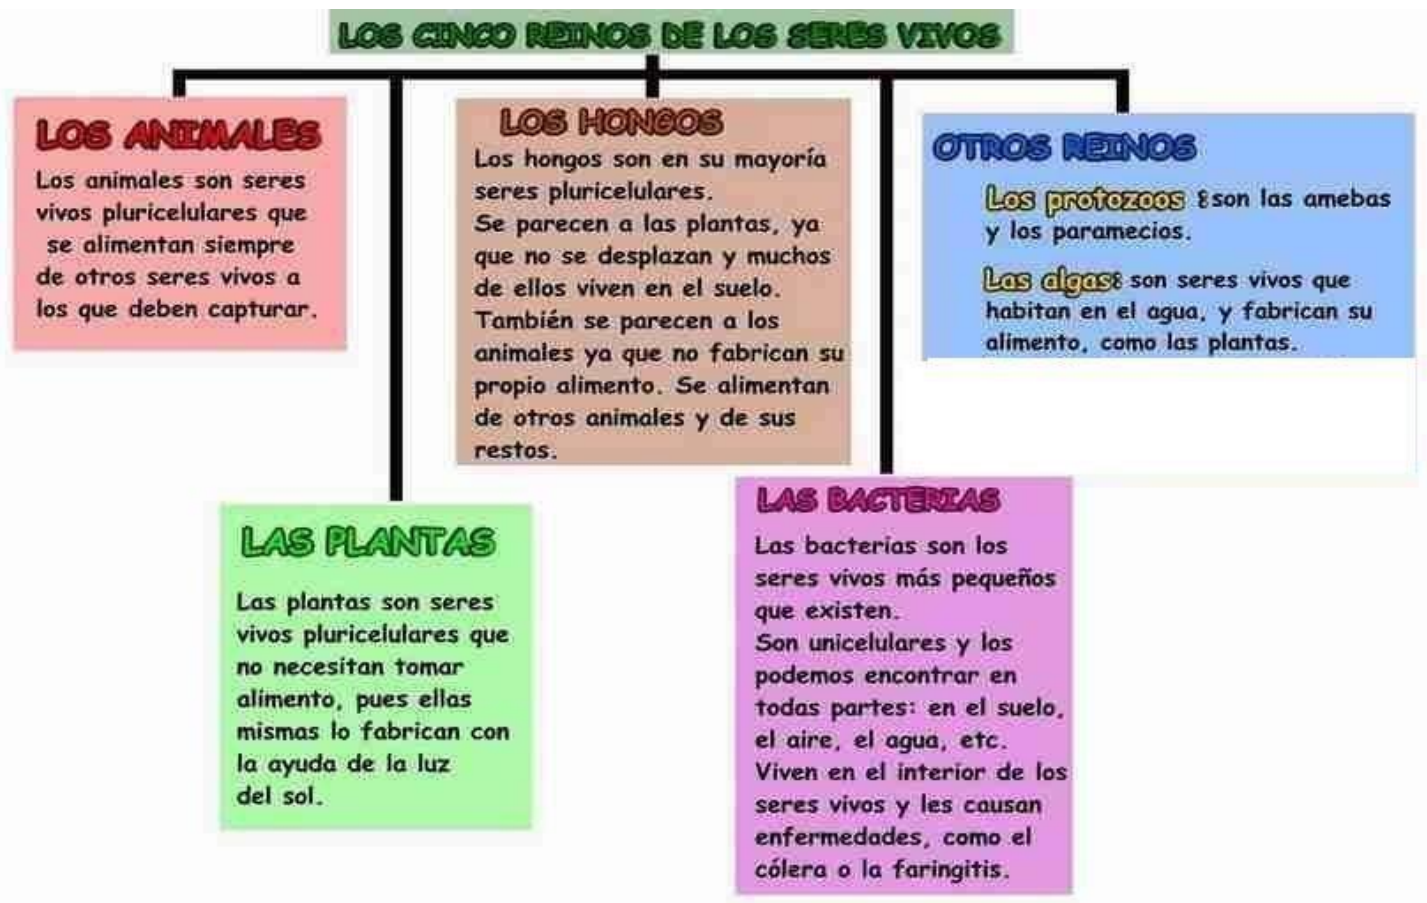 LOS CINCO REINOS DE LOS SERES VIVOS
LOS ANIMALES
Los animales son seres
vivos pluricelulares que
se alimentan siempre
de otros seres vivos a
los que deben capturar.
LOS HONGOS
Los hongos son en su mayoría
seres pluricelulares.
Se parecen a las plantas, ya
que no se desplazan y muchos
de ellos viven en el suelo.
También se parecen a los
animales ya que no fabrican su
propio alimento. Se alimentan
de otros animales y de sus
restos.
OTROS REINOS
Los protozoos :son las amebas
y los paramecios.
Las algas: son seres vivos que
habitan en el agua, y fabrican su
alimento, como las plantas.
LAS PLANTAS
Las plantas son seres
vivos pluricelulares que
no necesitan tomar
alimento, pues ellas
mismas lo fabrican con
la ayuda de la luz
del sol.
LAS BACTERIAS
Las bacterias son los
seres vivos más pequeños
que existen.
Son unicelulares y los
podemos encontrar en
todas partes: en el suelo,
el aire, el agua, etc.
Viven en el interior de los
seres vivos y les causan
enfermedades, como el
cólera o la faringitis.